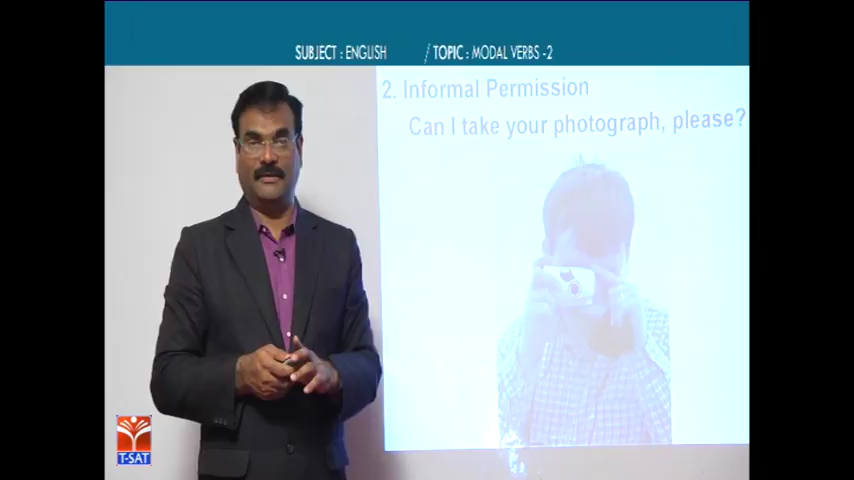 SUBJECT : ENGLISH / TOPIC : MODAL VERBS -2
2. Informal Permission
Can I take your photograph, please?
T-SAT